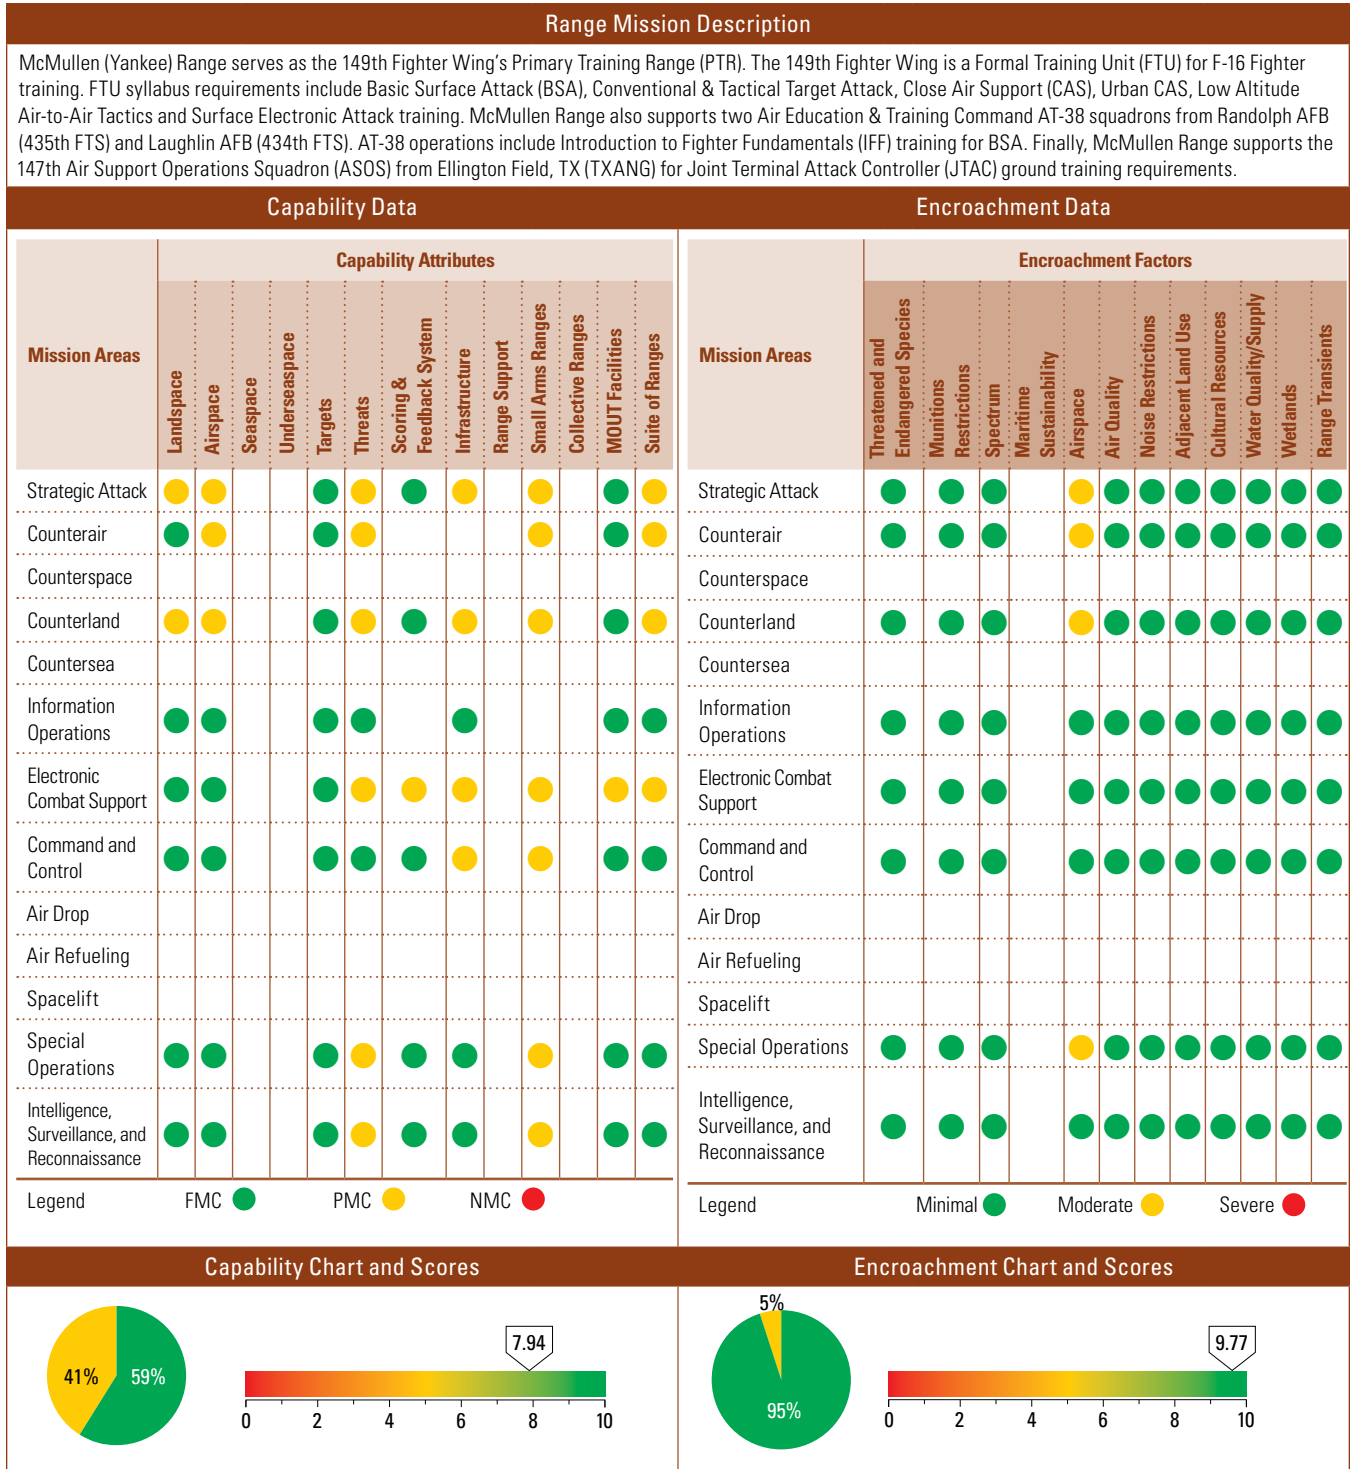 Range Mission Description
McMullen (Yankee) Range serves as the 149th Fighter Wing's Primary Training Range (PTR). The 149th Fighter Wing is a Formal Training Unit (FTU) for F-16 Fighter
training. FTU syllabus requirements include Basic Surface Attack (BSA), Conventional & Tactical Target Attack, Close Air Support (CAS), Urban CAS, Low Altitude
Air-to-Air Tactics and Surface Electronic Attack training. McMullen Range also supports two Air Education & Training Command AT-38 squadrons from Randolph AFB
(435th FTS) and Laughlin AFB (434th FTS). AT-38 operations include Introduction to Fighter Fundamentals (IFF) training for BSA. Finally, McMullen Range supports the
147th Air Support Operations Squadron (ASOS) from Ellington Field, TX (TXANG) for Joint Terminal Attack Controller (JTAC) ground training requirements.
Capability Data
Mission Areas
Capability Attributes
Landspace
Airspace
Seaspace
Underseaspace
Targets
Threats
Scoring &
Feedback System
Infrastructure
Range Support
Small Arms Ranges
Collective Ranges
MOUT Facilities
Suite of Ranges
Strategic Attack
Counterair
Counterspace
Counterland
Countersea
Information
Operations
Electronic
Combat Support
Command and
Control
Air Drop
Air Refueling
Spacelift
Special
Operations
Intelligence,
Surveillance, and
Reconnaissance
Legend FMC PMC NMC
Encroachment Data
Mission Areas
Encroachment Factors
Threatened and
Endangered Species
Munitions
Restrictions
Spectrum
Maritime
Sustainability
Airspace
Air Quality
Noise Restrictions
Adjacent Land Use
Cultural Resources
Water Quality/Supply
Wetlands
Range Transients
Strategic Attack
Counterair
Counterspace
Counterland
Countersea
Information
Operations
Electronic Combat
Support
Command and
Control
Air Drop
Air Refueling
Spacelift
Special Operations
Intelligence,
Surveillance, and
Reconnaissance
Legend Minimal Moderate Severe
Capability Chart and Scores
41% 59%
7.94
0 2 4 6 8 10
Encroachment Chart and Scores
5%
95%
9.77
0 2 4 6 8 10